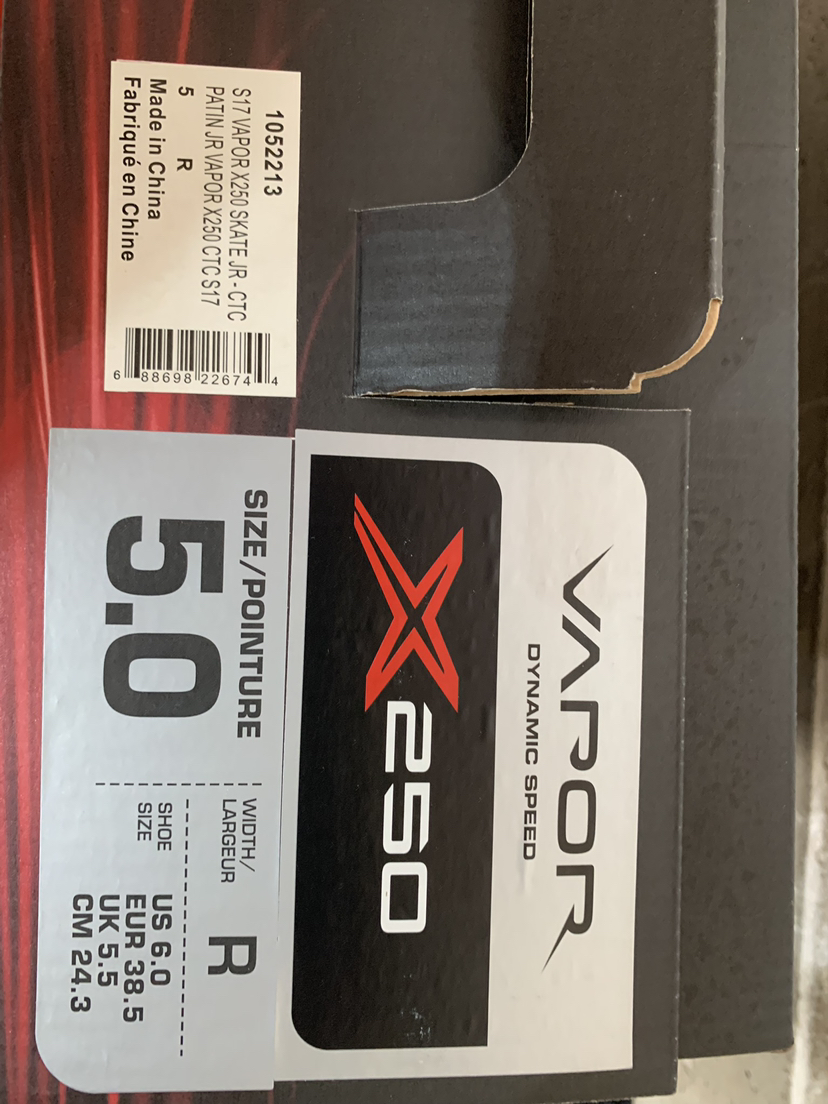 1052213
S17 VAPOR X250 SKATE JR - CTC
PATIN JR VAPOR X250 CTC S17
5 R
Made in China
Fabriqué en Chine
6 88698 22674 4
VAPOR
DYNAMIC SPEED
X250
SIZE/POINTURE
5.0
WIDTH/
LARGEUR
R
SHOE
SIZE
US 6.0
EUR 38.5
UK 5.5
CM 24.3